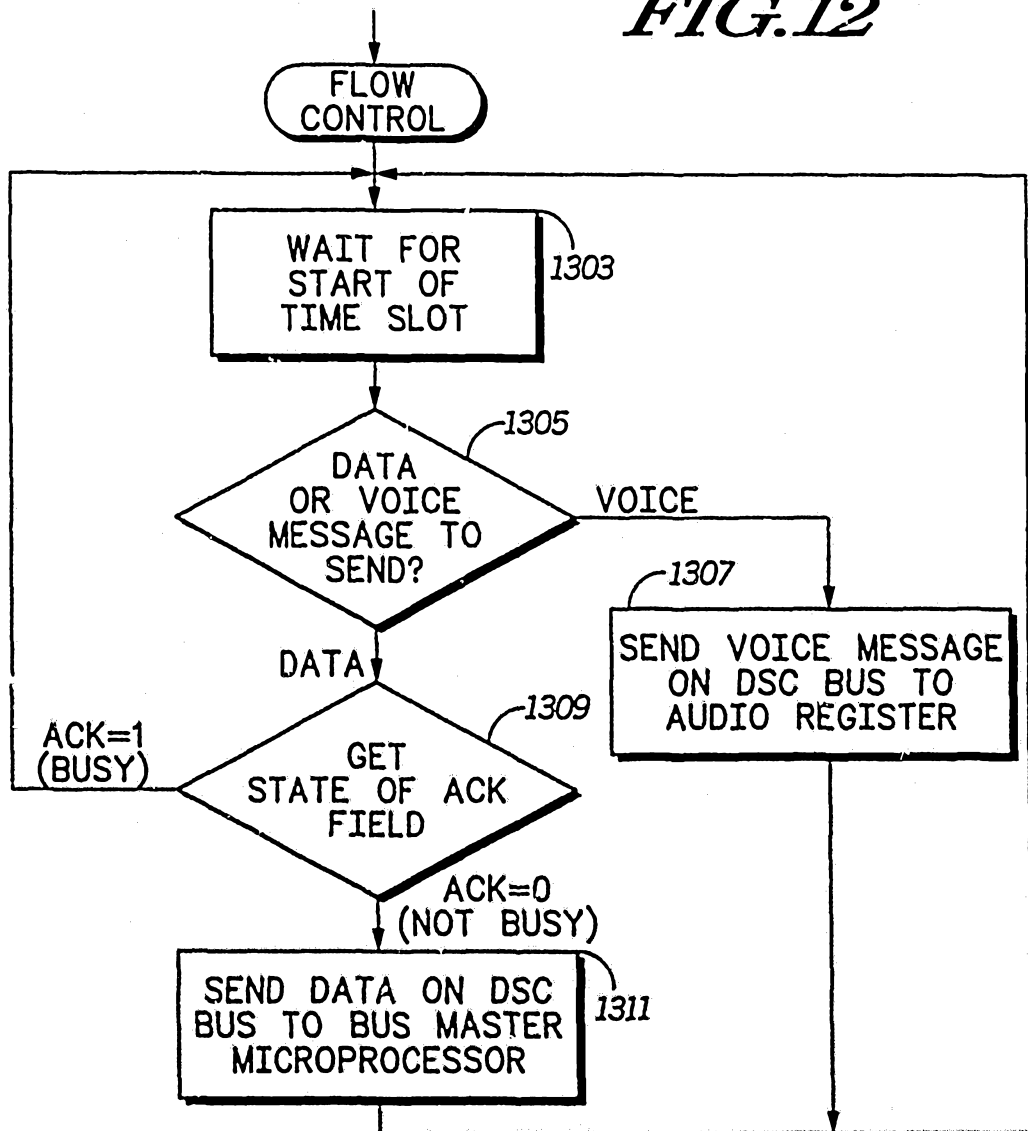 FIG.12
FLOW
CONTROL
WAIT FOR
START OF
TIME SLOT
1303
1305
DATA
OR VOICE
MESSAGE TO
SEND?
VOICE
1307
SEND VOICE MESSAGE
ON DSC BUS TO
AUDIO REGISTER
DATA
1309
ACK=1
(BUSY)
GET
STATE OF ACK
FIELD
ACK=0
(NOT BUSY)
SEND DATA ON DSC
BUS TO BUS MASTER
MICROPROCESSOR
1311